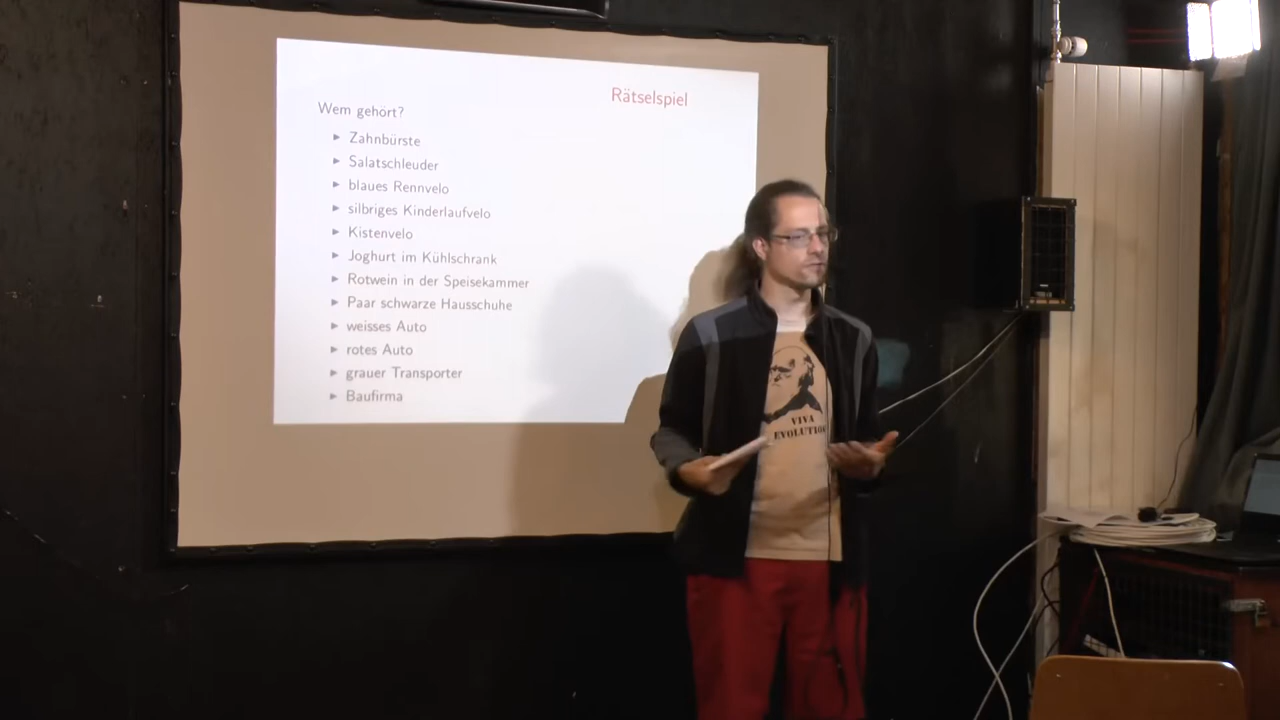 Rätselspiel
Wem gehört?
Zahnbürste
Salatschleuder
blaues Rennvelo
silbriges Kinderlaufvelo
Kistenvelo
Joghurt im Kühlschrank
Rotwein in der Speisekammer
Paar schwarze Hausschuhe
weisses Auto
rotes Auto
grauer Transporter
Baufirma
VIVA
EVOLUTION